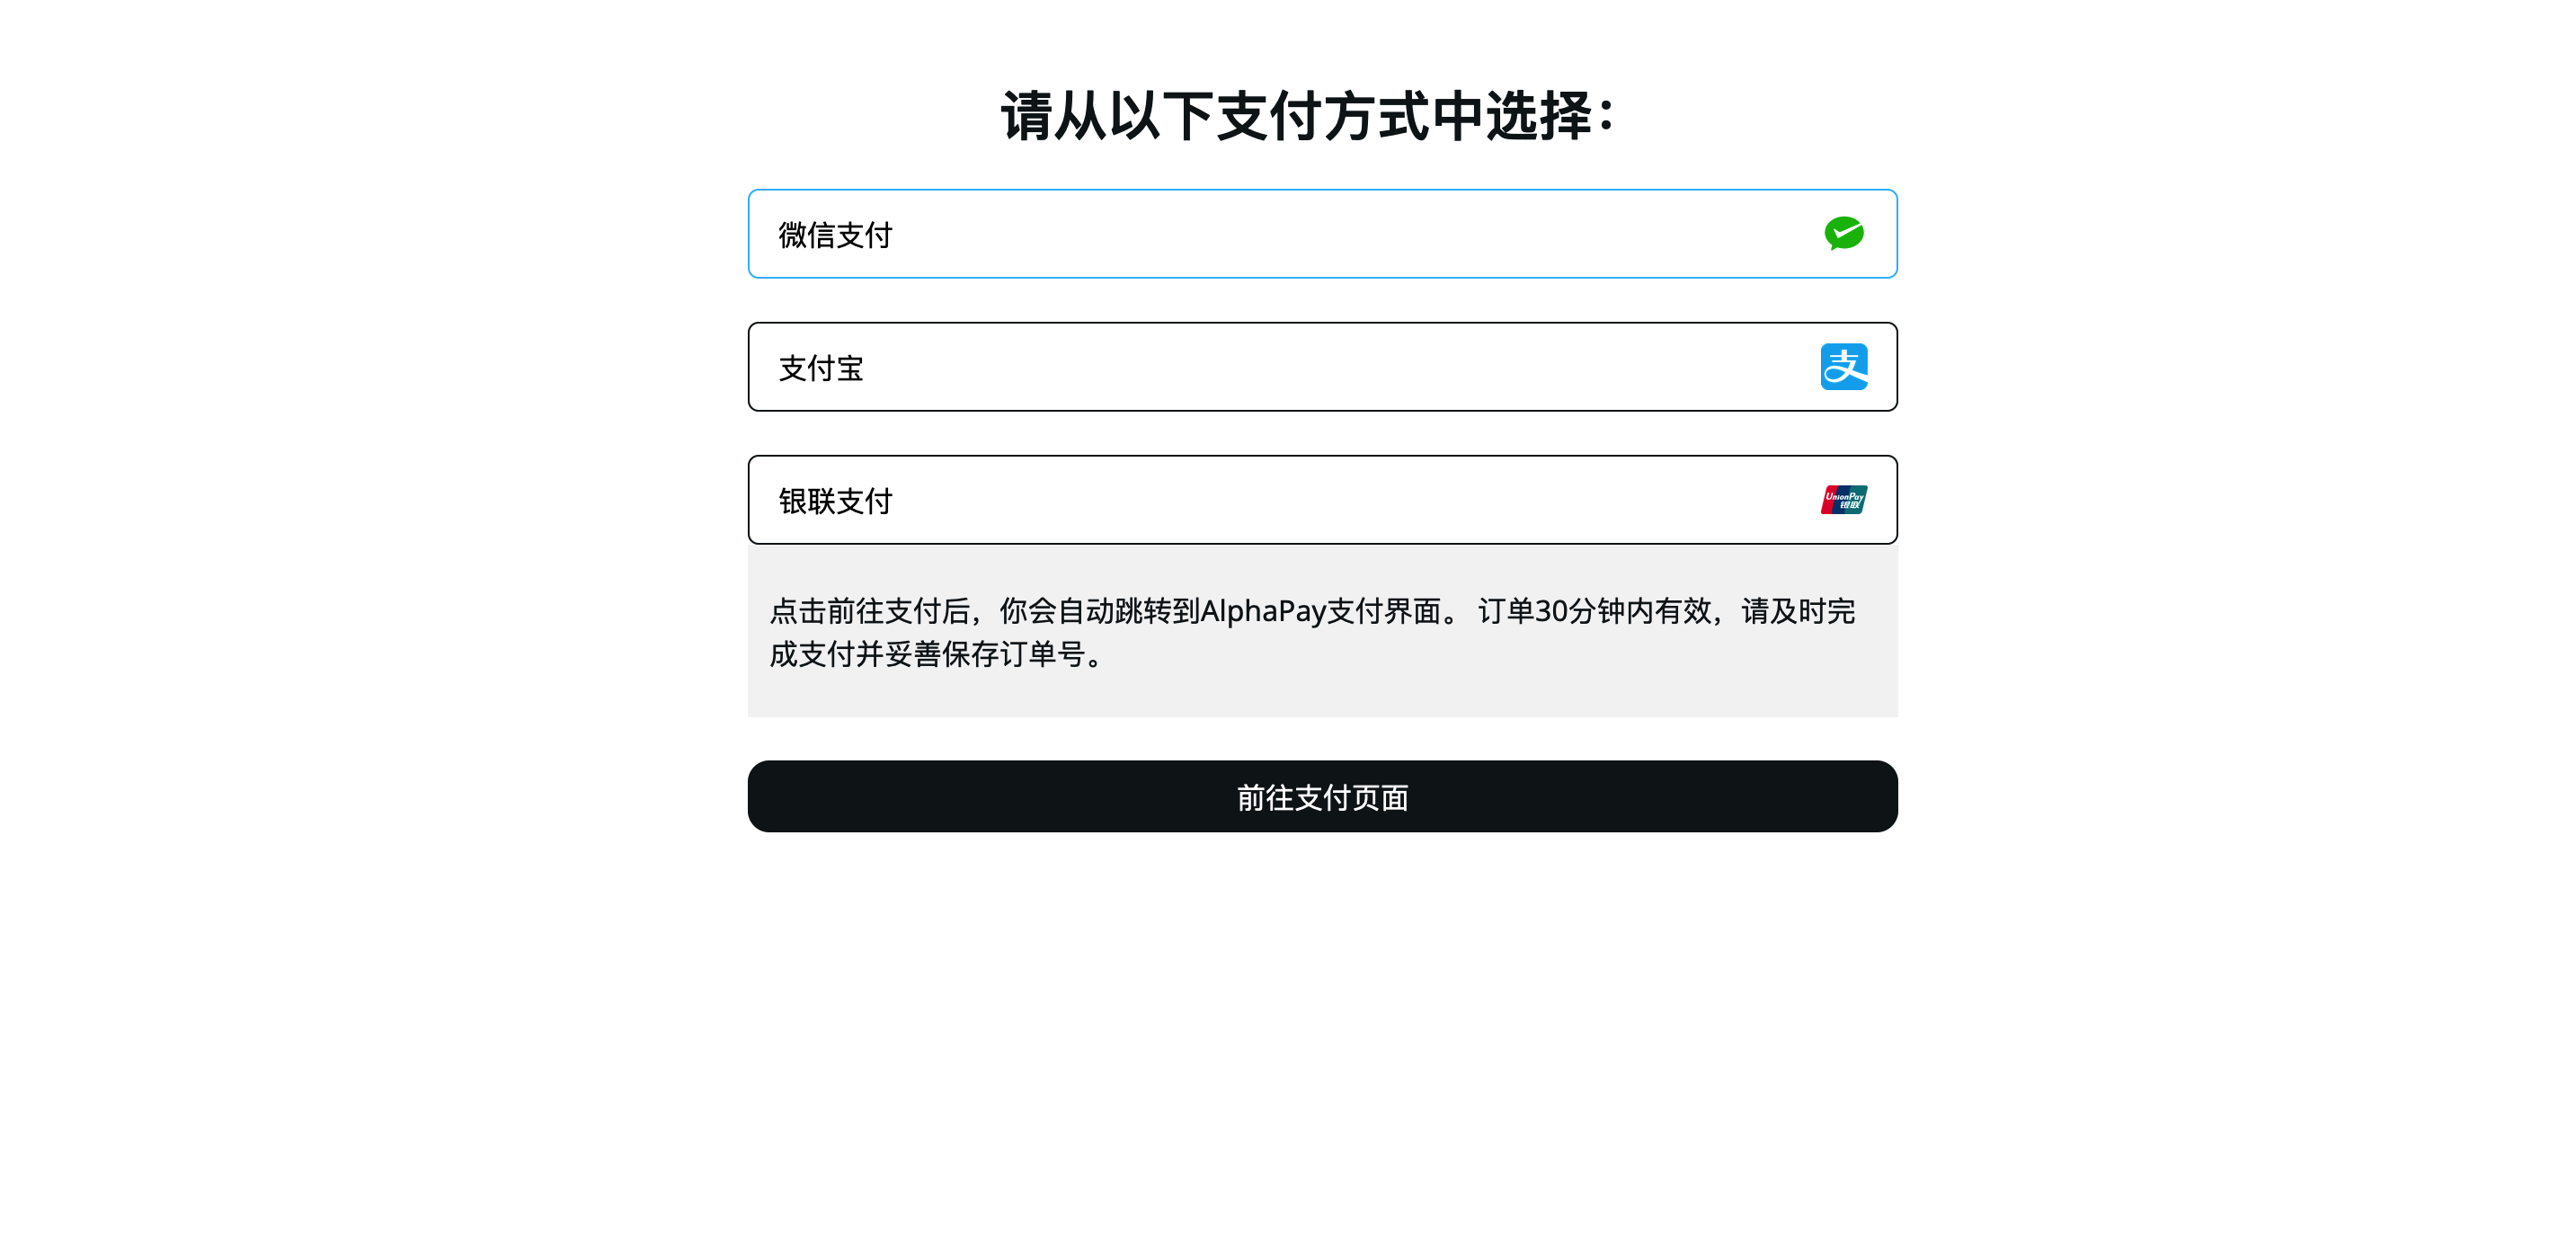 请从以下支付方式中选择：
微信支付
支付宝
支
银联支付
UnionPay
银联
点击前往支付后，你会自动跳转到AlphaPay支付界面。 订单30分钟内有效，请及时完
成支付并妥善保存订单号。
前往支付页面